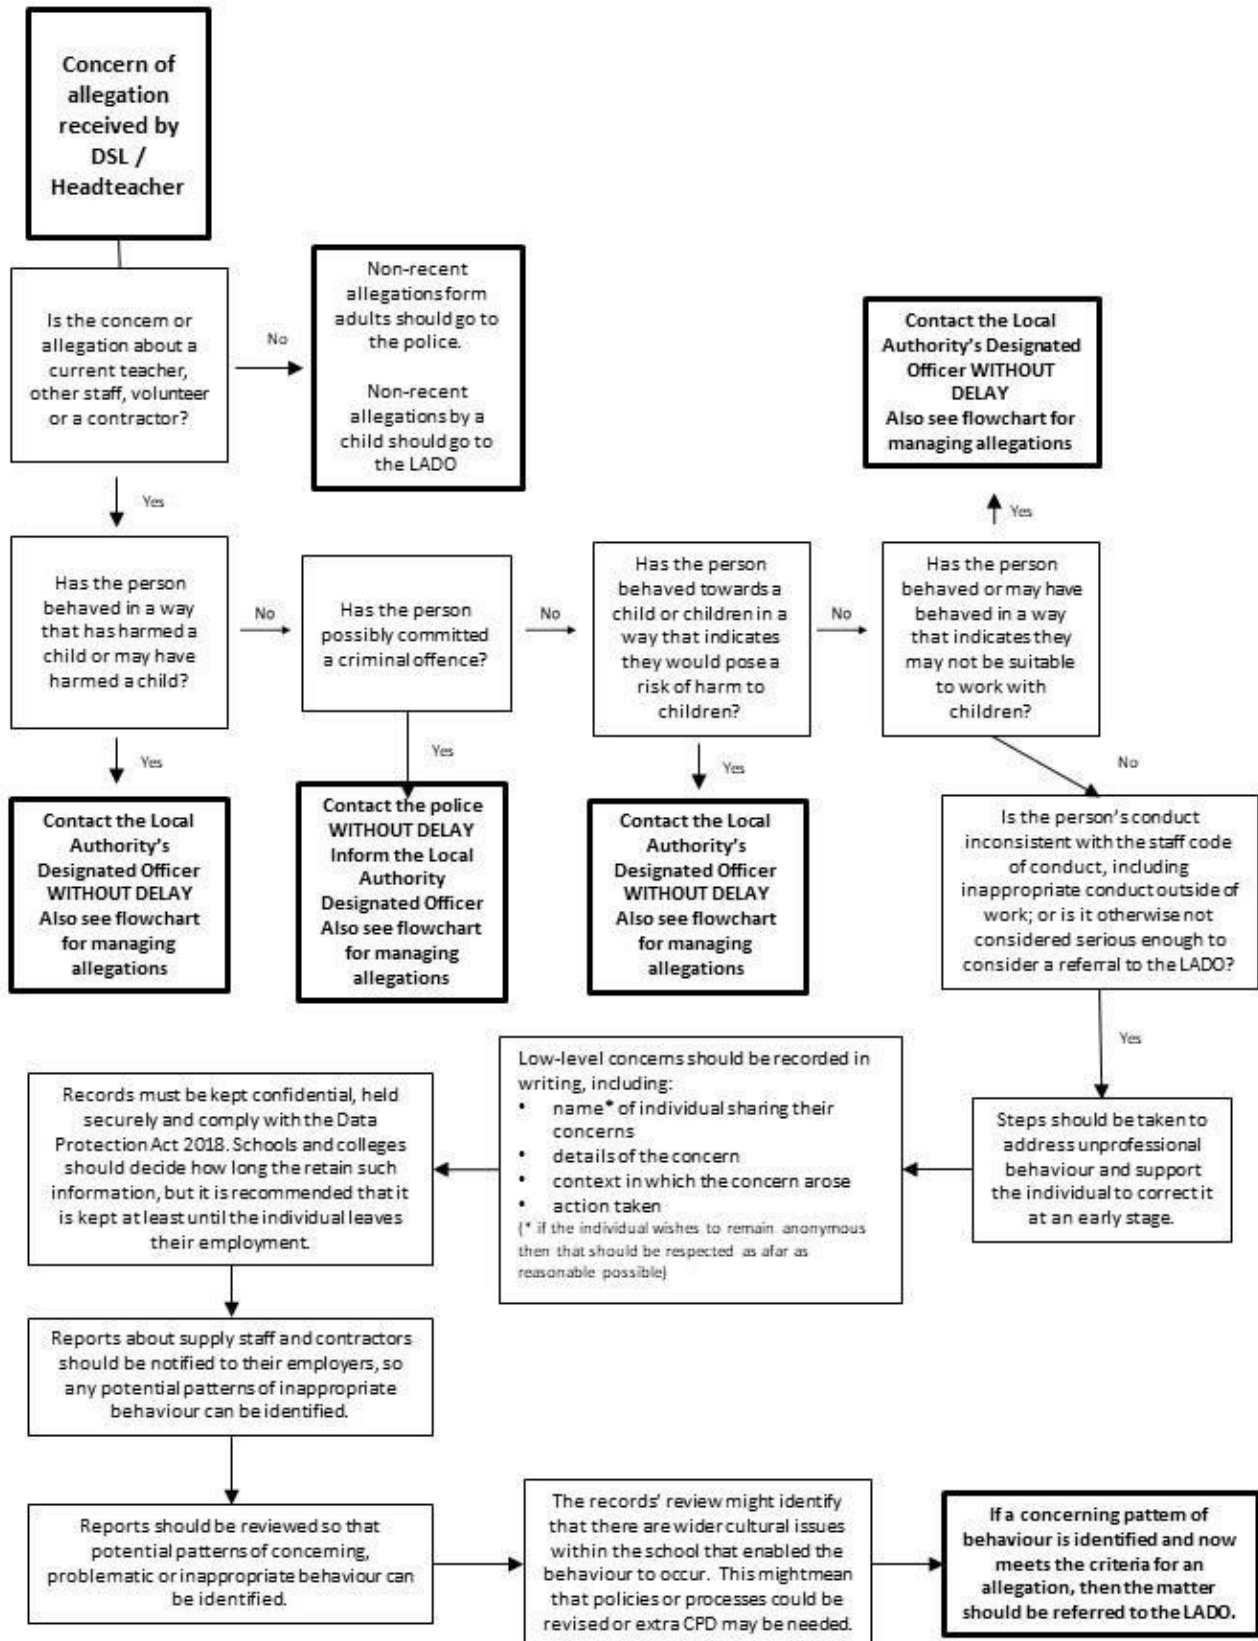 Concern of
allegation
received by
DSL /
Headteacher
Is the concern or
allegation about a
current teacher,
other staff, volunteer
or a contractor?
No
Non-recent
allegations form
adults should go to
the police.
Non-recent
allegations by a
child should go to
the LADO
Yes
Contact the Local
Authority's Designated
Officer WITHOUT
DELAY
Also see flowchart for
managing allegations
Yes
Has the person
behaved in a way
that has harmed a
child or may have
harmed a child?
No
Has the person
possibly committed
a criminal offence?
No
Has the person
behaved towards a
child or children in a
way that indicates
they would pose a
risk of harm to
children?
No
Has the person
behaved or may have
behaved in a way
that indicates they
may not be suitable
to work with
children?
Yes
Yes
Yes
No
Contact the Local
Authority's
Designated Officer
WITHOUT DELAY
Also see flowchart
for managing
allegations
Contact the police
WITHOUT DELAY
Inform the Local
Authority
Designated Officer
Also see flowchart
for managing
allegations
Contact the Local
Authority's
Designated Officer
WITHOUT DELAY
Also see flowchart
for managing
allegations
Is the person's conduct
inconsistent with the staff code
of conduct, including
inappropriate conduct outside of
work; or is it otherwise not
considered serious enough to
consider a referral to the LADO?
Yes
Steps should be taken to
address unprofessional
behaviour and support
the individual to correct it
at an early stage.
Low-level concerns should be recorded in
writing, including:
• name* of individual sharing their
concerns
• details of the concern
• context in which the concern arose
• action taken
(* if the individual wishes to remain anonymous
then that should be respected as afar as
reasonable possible)
Records must be kept confidential, held
securely and comply with the Data
Protection Act 2018. Schools and colleges
should decide how long the retain such
information, but it is recommended that it
is kept at least until the individual leaves
their employment.
Reports about supply staff and contractors
should be notified to their employers, so
any potential patterns of inappropriate
behaviour can be identified.
Reports should be reviewed so that
potential patterns of concerning,
problematic or inappropriate behaviour can
be identified.
The records' review might identify
that there are wider cultural issues
within the school that enabled the
behaviour to occur. This mightmean
that policies or processes could be
revised or extra CPD may be needed.
If a concerning pattern of
behaviour is identified and now
meets the criteria for an
allegation, then the matter
should be referred to the LADO.